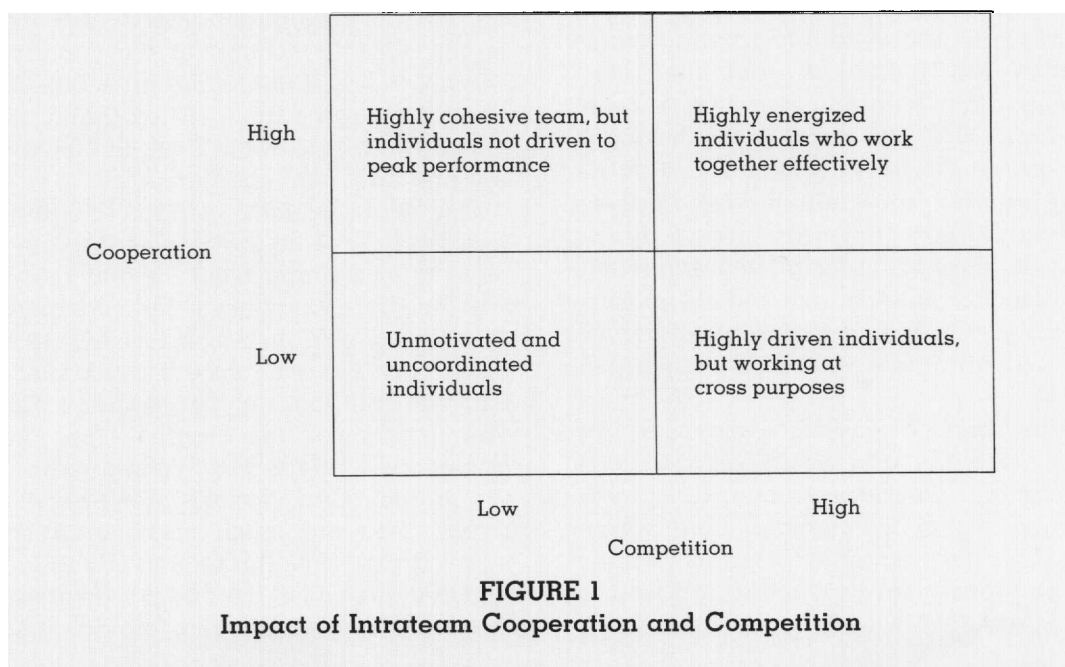 High
Highly cohesive team, but
individuals not driven to
peak performance
Highly energized
individuals who work
together effectively
Cooperation
Low
Unmotivated and
uncoordinated
individuals
Highly driven individuals,
but working at
cross purposes
Low
High
Competition
FIGURE 1
Impact of Intrateam Cooperation and Competition